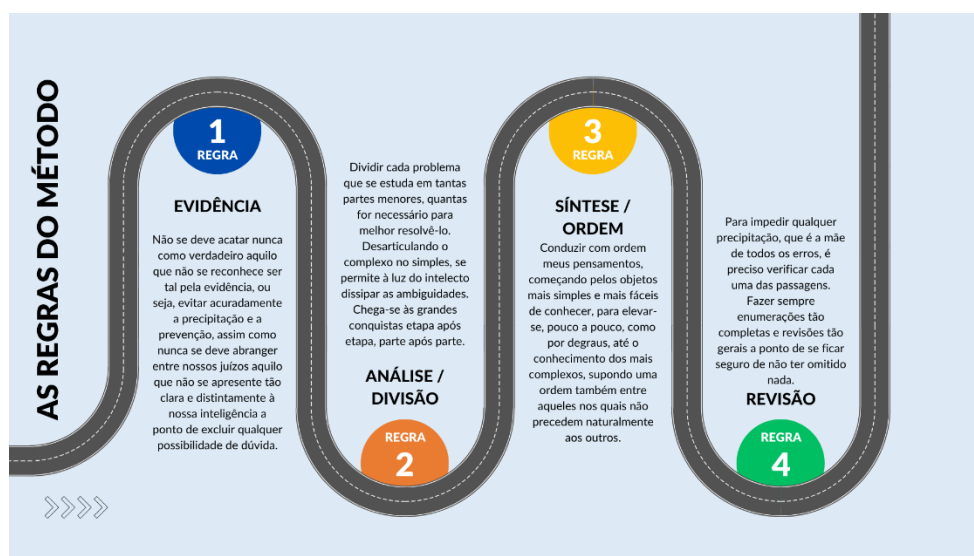 AS REGRAS DO MÉTODO
1
REGRA
EVIDÊNCIA
Não se deve acatar nunca
como verdadeiro aquilo
que não se reconhece ser
tal pela evidência, ou
seja, evitar acuradamente
a precipitação e a
prevenção, assim como
nunca se deve abranger
entre nossos juízos aquilo
que não se apresente tão
clara e distintamente à
nossa inteligência a
ponto de excluir qualquer
possibilidade de dúvida.
Dividir cada problema
que se estuda em tantas
partes menores, quantas
for necessário para
melhor resolvê-lo.
Desarticulando o
complexo no simples, se
permite à luz do intelecto
dissipar as ambiguidades.
Chega-se às grandes
conquistas etapa após
etapa, parte após parte.
ANÁLISE /
DIVISÃO
REGRA
2
3
REGRA
SÍNTESE /
ORDEM
Conduzir com ordem
meus pensamentos,
começando pelos objetos
mais simples e mais fáceis
de conhecer, para elevar-
se, pouco a pouco, como
por degraus, até o
conhecimento dos mais
complexos, supondo uma
ordem também entre
aqueles nos quais não
precedem naturalmente
aos outros.
Para impedir qualquer
precipitação, que é a mãe
de todos os erros, é
preciso verificar cada
uma das passagens.
Fazer sempre
enumerações tão
completas e revisões tão
gerais a ponto de se ficar
seguro de não ter omitido
nada.
REVISÃO
REGRA
4